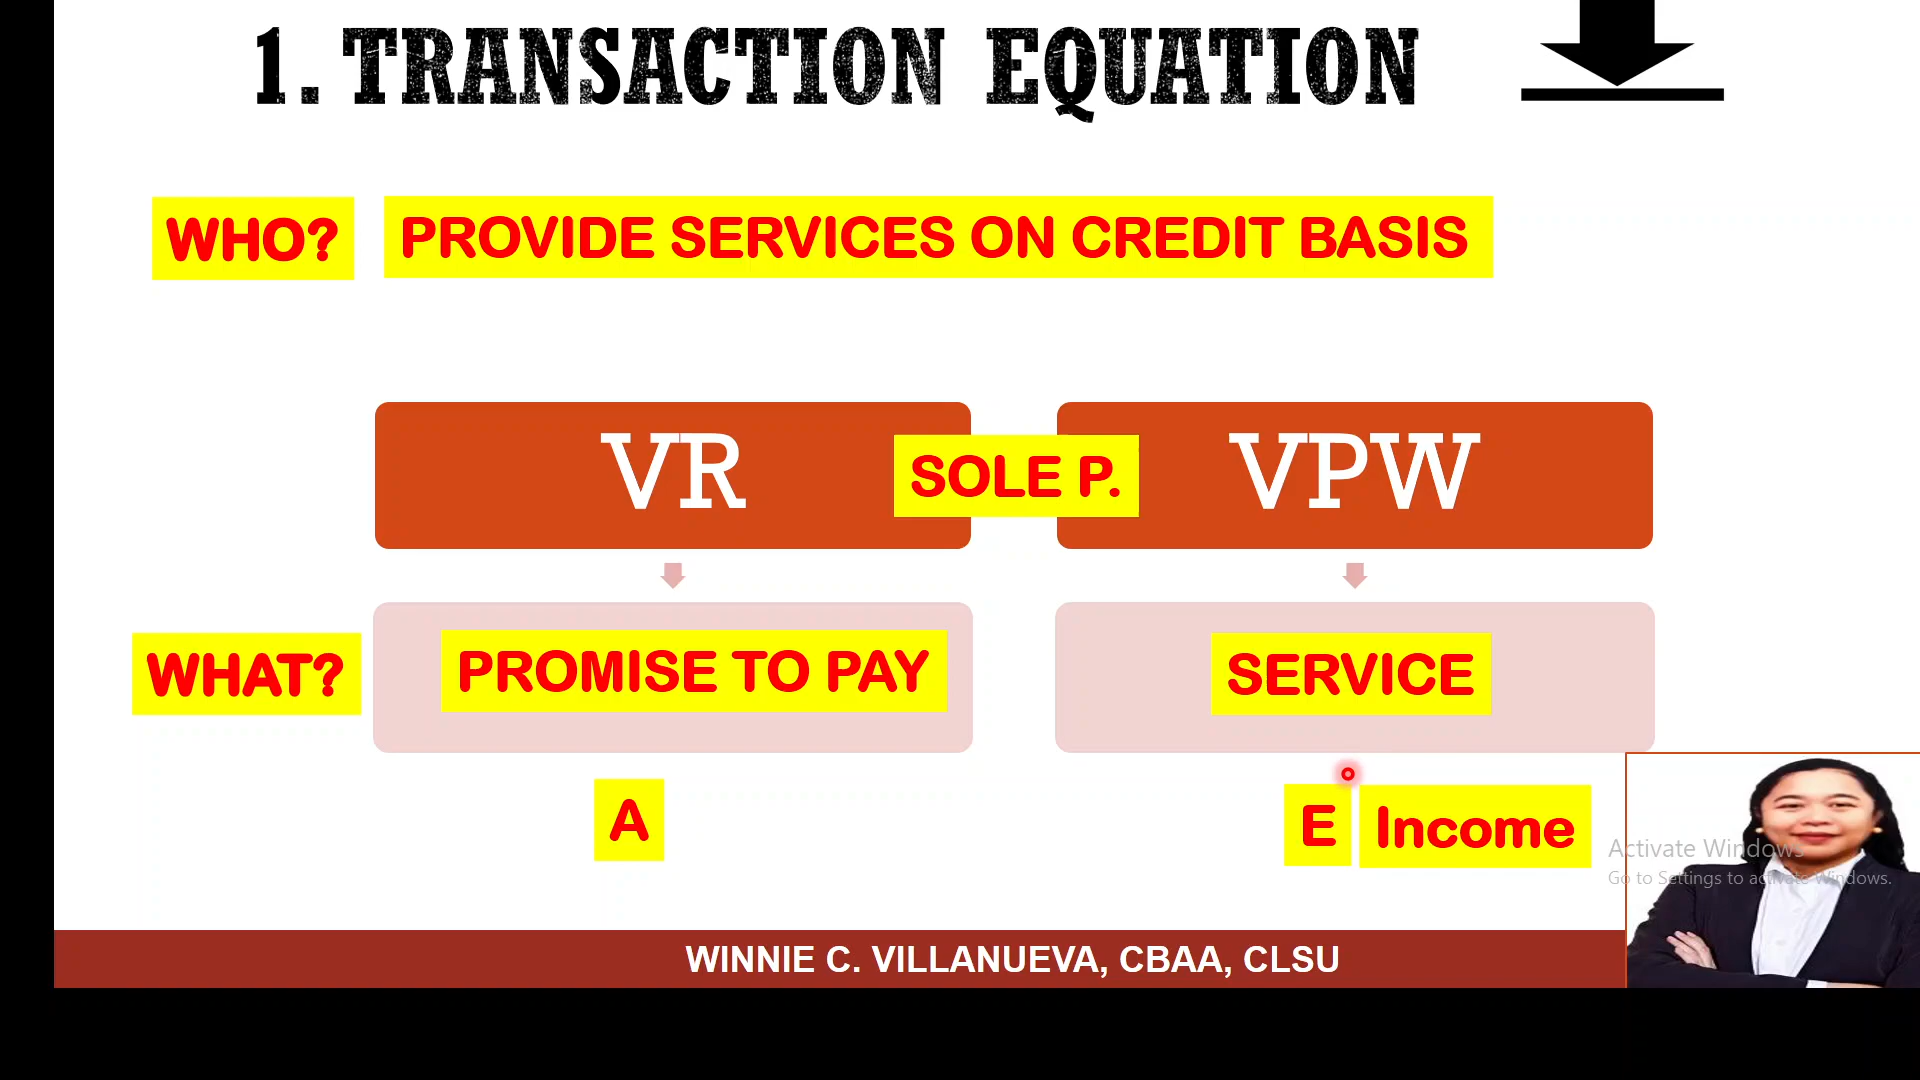 1. TRANSACTION EQUATION
WHO? PROVIDE SERVICES ON CREDIT BASIS
VR SOLE P. VPW
WHAT? PROMISE TO PAY SERVICE
A E Income
Activate Windows
Go to Settings to activate Windows.
WINNIE C. VILLANUEVA, CBAA, CLSU